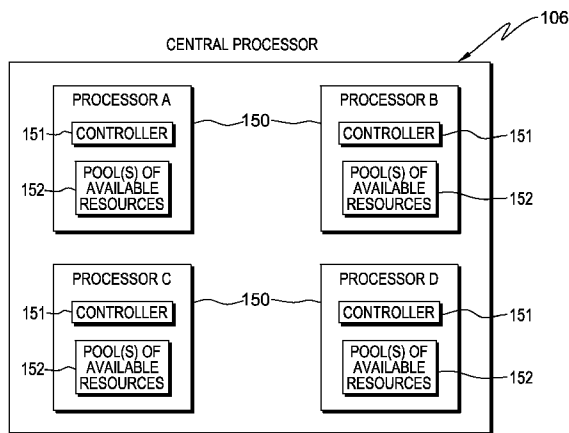 106
CENTRAL PROCESSOR
PROCESSOR A
151
CONTROLLER
152
POOL(S) OF
AVAILABLE
RESOURCES
150
PROCESSOR B
CONTROLLER
151
POOL(S) OF
AVAILABLE
RESOURCES
152
PROCESSOR C
151
CONTROLLER
152
POOL(S) OF
AVAILABLE
RESOURCES
150
PROCESSOR D
CONTROLLER
151
POOL(S) OF
AVAILABLE
RESOURCES
152